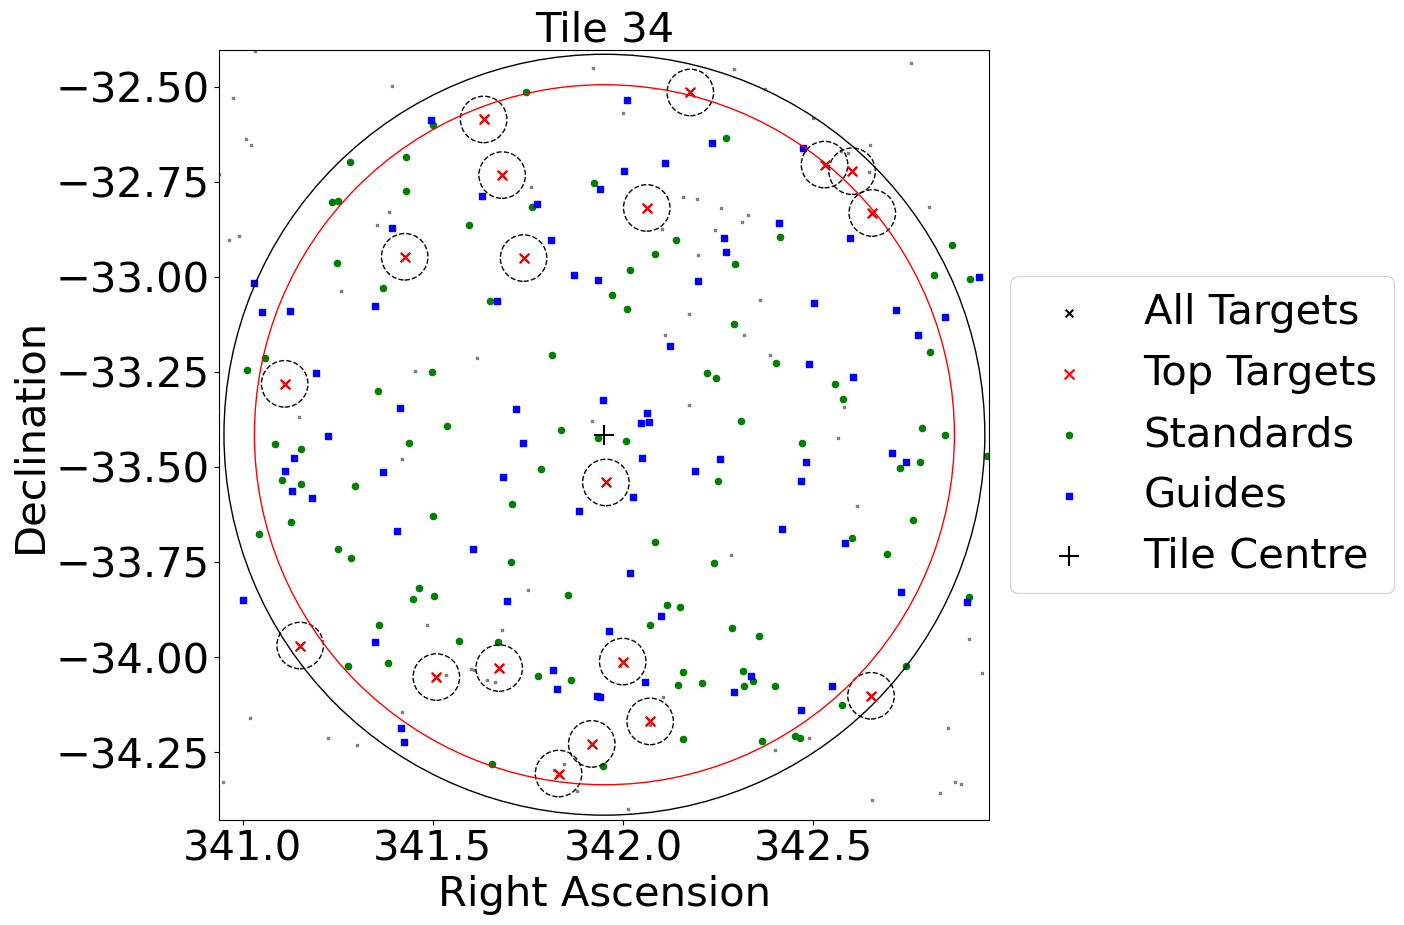 Tile 34
−32.50
−32.75
−33.00
−33.25
−33.50
−33.75
−34.00
−34.25
Declination
341.0
341.5
342.0
342.5
Right Ascension
All Targets
Top Targets
Standards
Guides
Tile Centre